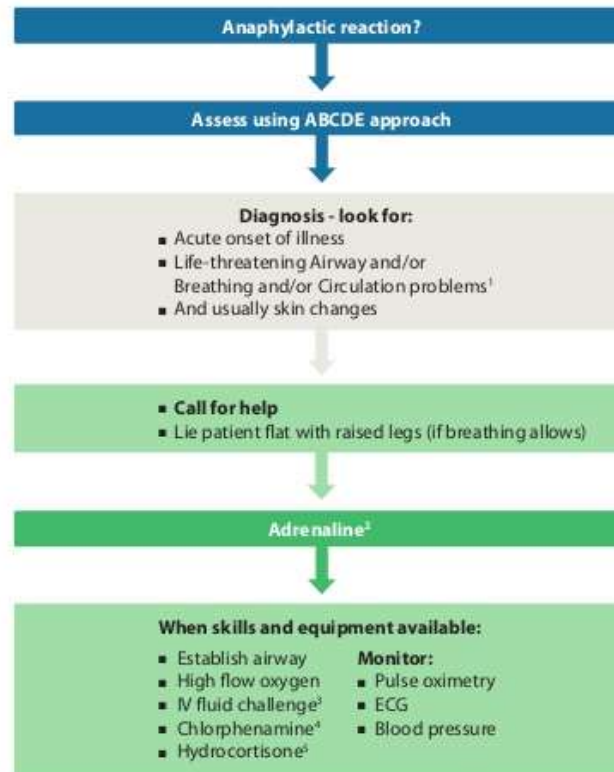 Anaphylactic reaction?
Assess using ABCDE approach
Diagnosis - look for:
■ Acute onset of illness
■ Life-threatening Airway and/or
Breathing and/or Circulation problems¹
■ And usually skin changes
■ Call for help
■ Lie patient flat with raised legs (if breathing allows)
Adrenaline²
When skills and equipment available:
■ Establish airway
■ High flow oxygen
■ IV fluid challenge³
■ Chlorphenamine⁴
■ Hydrocortisone⁵
Monitor:
■ Pulse oximetry
■ ECG
■ Blood pressure